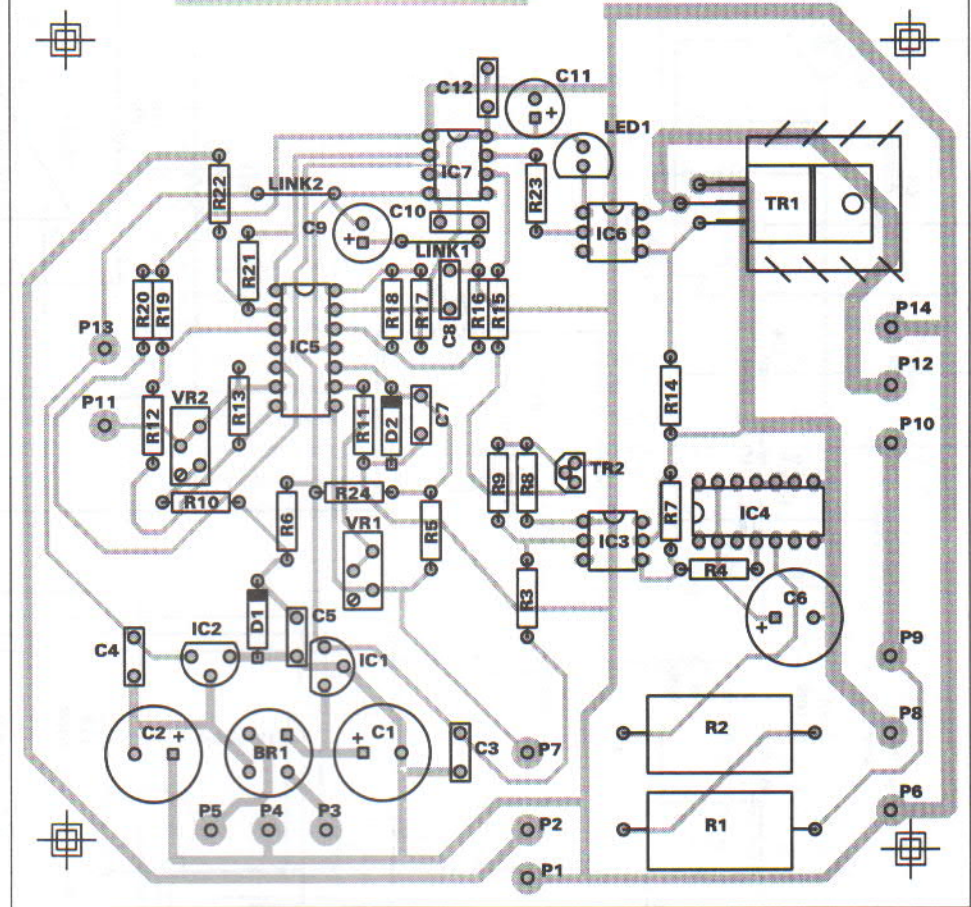 C11
C12
LED1
IC7
R22
LINK2
R23
TR1
C10
C9
IC6
LINK1
R21
R20
R19
R18
R17
C8
R16
R15
P14
P13
IC5
P12
R14
VR2
R13
R11
D2
C7
P11
R12
P10
TR2
R9
R8
R10
R24
R6
VR1
R5
R7
IC4
IC3
R4
R3
C6
D1
C5
IC2
IC1
C4
P9
C2
+
BR1
+
C1
C3
P7
R2
P8
P5
P4
P3
P2
R1
P6
P1
+
+
+